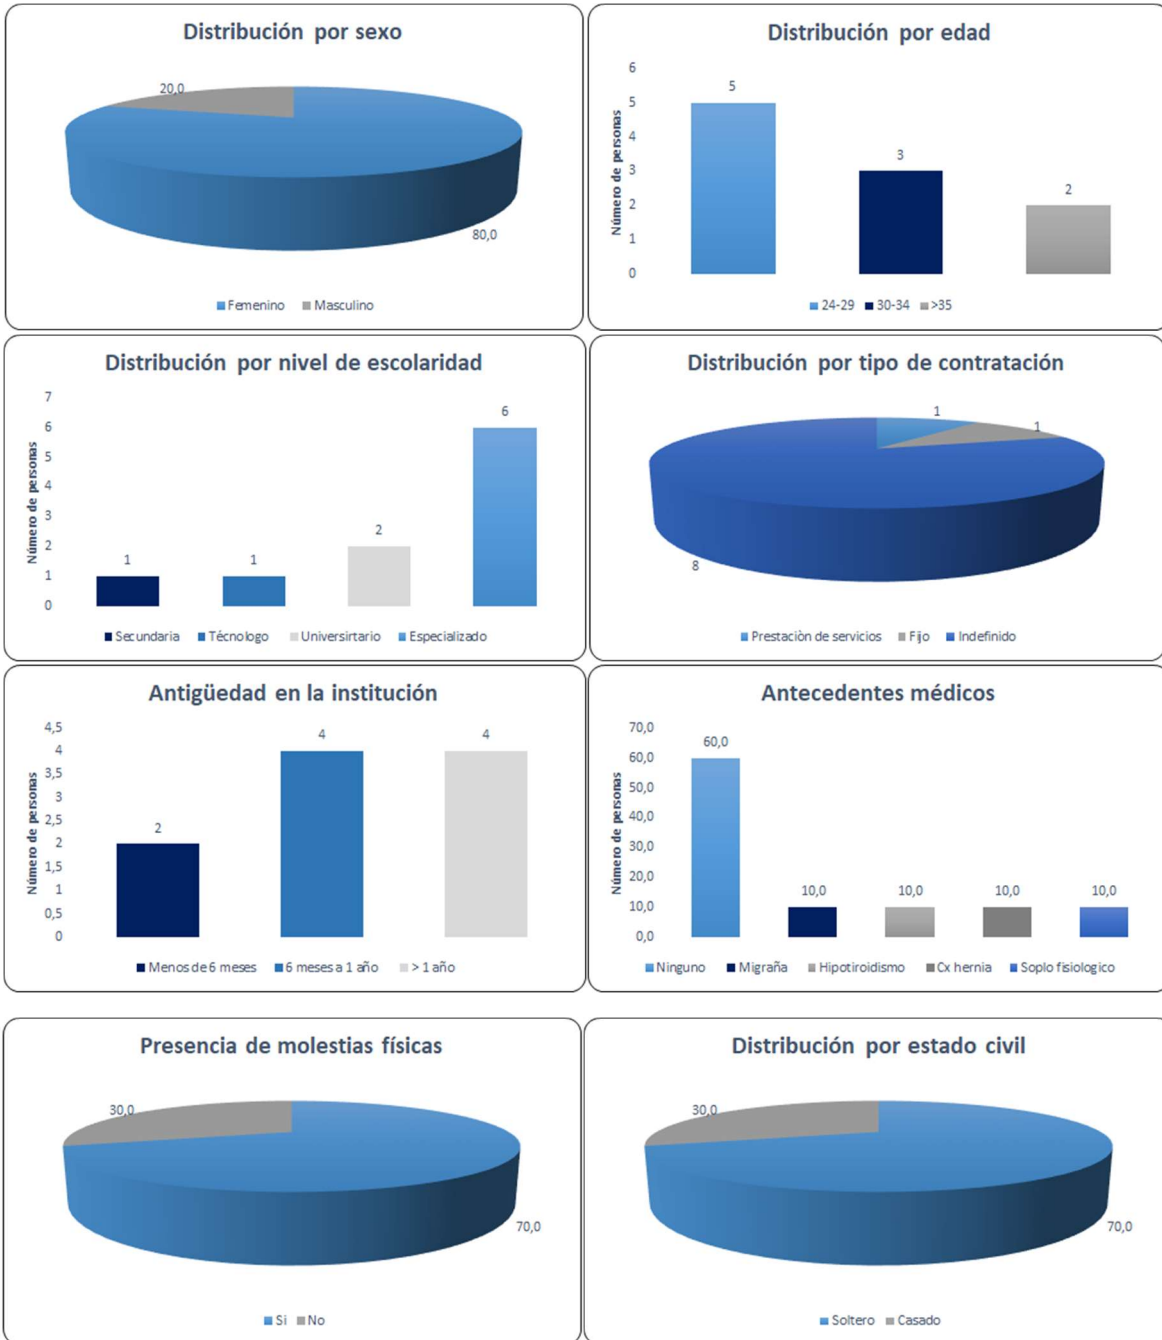 Distribución por sexo
20,0
80,0
Femenino Masculino
Distribución por edad
Número de personas
6
5
4
3
2
1
0
5
3
2
24-29 30-34 >35
Distribución por nivel de escolaridad
Número de personas
7
6
5
4
3
2
1
0
1
1
2
6
Secundaria Técnologo Universirtario Especializado
Distribución por tipo de contratación
1
1
8
Prestaciòn de servicios Fijo Indefinido
Antigüedad en la institución
Número de personas
4,5
4
3,5
3
2,5
2
1,5
1
0,5
0
2
4
4
Menos de 6 meses 6 meses a 1 año > 1 año
Antecedentes médicos
Número de personas
70,0
60,0
50,0
40,0
30,0
20,0
10,0
0,0
60,0
10,0
10,0
10,0
10,0
Ninguno Migraña Hipotiroidismo Cx hernia Soplo fisiologico
Presencia de molestias físicas
30,0
70,0
Si No
Distribución por estado civil
30,0
70,0
Soltero Casado